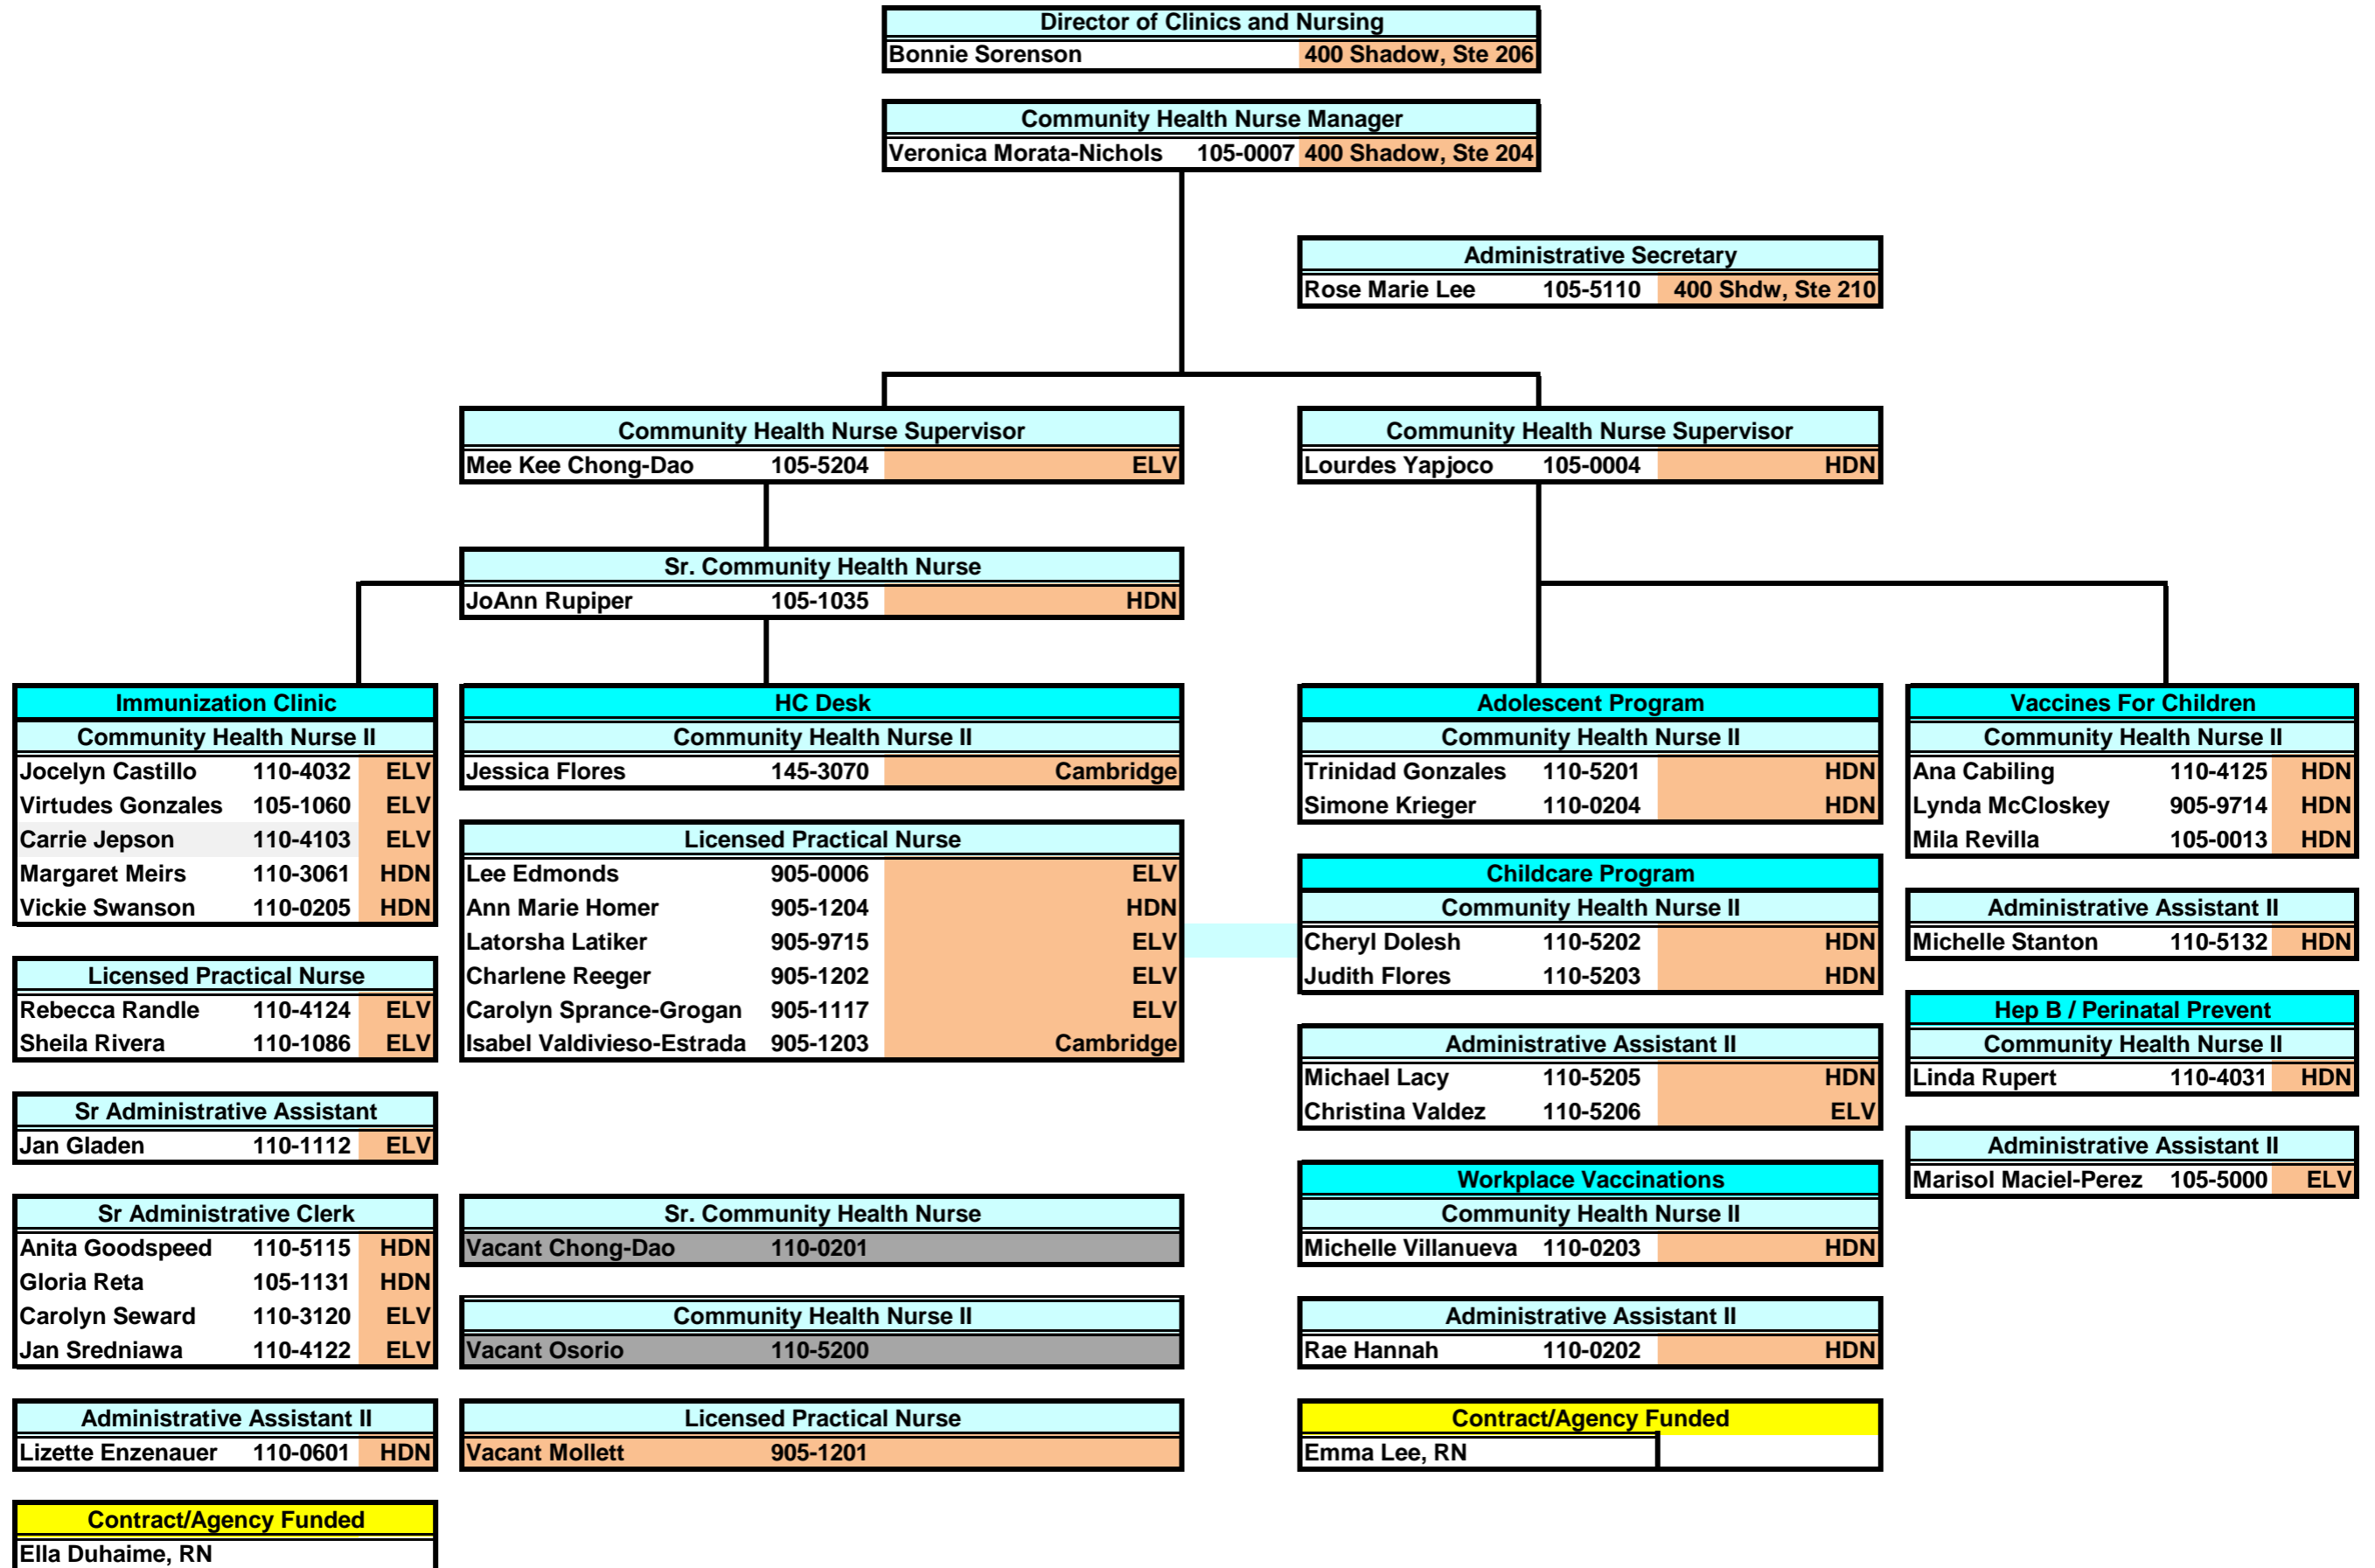 Director of Clinics and Nursing
Bonnie Sorenson 400 Shadow, Ste 206
Community Health Nurse Manager
Veronica Morata-Nichols 105-0007 400 Shadow, Ste 204
Administrative Secretary
Rose Marie Lee 105-5110 400 Shdw, Ste 210
Community Health Nurse Supervisor
Mee Kee Chong-Dao 105-5204 ELV
Community Health Nurse Supervisor
Lourdes Yapjoco 105-0004 HDN
Sr. Community Health Nurse
JoAnn Rupiper 105-1035 HDN
Immunization Clinic
Community Health Nurse II
Jocelyn Castillo 110-4032 ELV
Virtudes Gonzales 105-1060 ELV
Carrie Jepson 110-4103 ELV
Margaret Meirs 110-3061 HDN
Vickie Swanson 110-0205 HDN
Licensed Practical Nurse
Rebecca Randle 110-4124 ELV
Sheila Rivera 110-1086 ELV
Sr Administrative Assistant
Jan Gladen 110-1112 ELV
Sr Administrative Clerk
Anita Goodspeed 110-5115 HDN
Gloria Reta 105-1131 HDN
Carolyn Seward 110-3120 ELV
Jan Sredniawa 110-4122 ELV
Administrative Assistant II
Lizette Enzenauer 110-0601 HDN
Contract/Agency Funded
Ella Duhaime, RN
HC Desk
Community Health Nurse II
Jessica Flores 145-3070 Cambridge
Licensed Practical Nurse
Lee Edmonds 905-0006 ELV
Ann Marie Homer 905-1204 HDN
Latorsha Latiker 905-9715 ELV
Charlene Reeger 905-1202 ELV
Carolyn Sprance-Grogan 905-1117 ELV
Isabel Valdivieso-Estrada 905-1203 Cambridge
Sr. Community Health Nurse
Vacant Chong-Dao 110-0201
Community Health Nurse II
Vacant Osorio 110-5200
Licensed Practical Nurse
Vacant Mollett 905-1201
Adolescent Program
Community Health Nurse II
Trinidad Gonzales 110-5201 HDN
Simone Krieger 110-0204 HDN
Childcare Program
Community Health Nurse II
Cheryl Dolesh 110-5202 HDN
Judith Flores 110-5203 HDN
Administrative Assistant II
Michael Lacy 110-5205 HDN
Christina Valdez 110-5206 ELV
Workplace Vaccinations
Community Health Nurse II
Michelle Villanueva 110-0203 HDN
Administrative Assistant II
Rae Hannah 110-0202 HDN
Contract/Agency Funded
Emma Lee, RN
Vaccines For Children
Community Health Nurse II
Ana Cabiling 110-4125 HDN
Lynda McCloskey 905-9714 HDN
Mila Revilla 105-0013 HDN
Administrative Assistant II
Michelle Stanton 110-5132 HDN
Hep B / Perinatal Prevent
Community Health Nurse II
Linda Rupert 110-4031 HDN
Administrative Assistant II
Marisol Maciel-Perez 105-5000 ELV